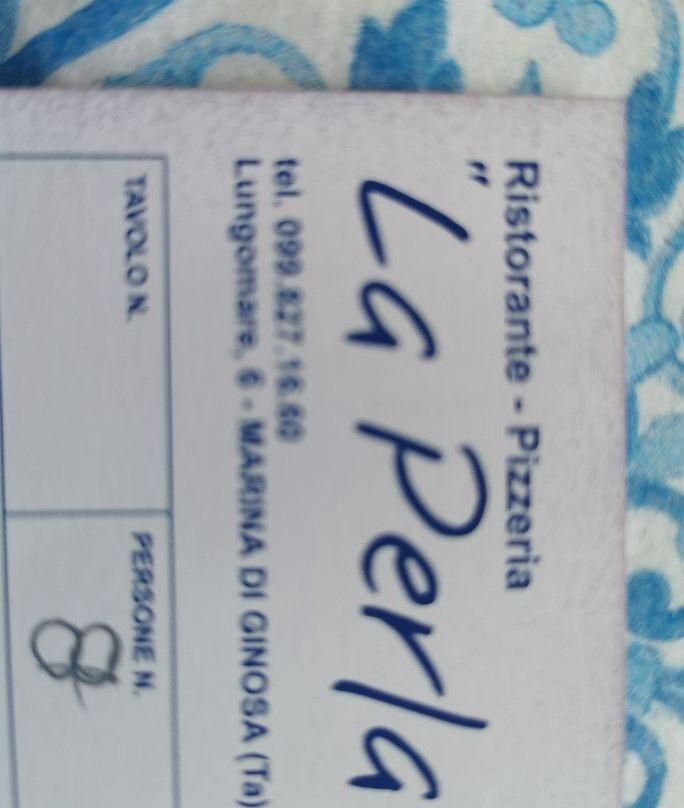 Ristorante - Pizzeria
" La Perla
tel. 099.827.16.60
Lungomare, 6 - MARINA DI GINOSA (Ta)
TAVOLO N. PERSONE N.
8